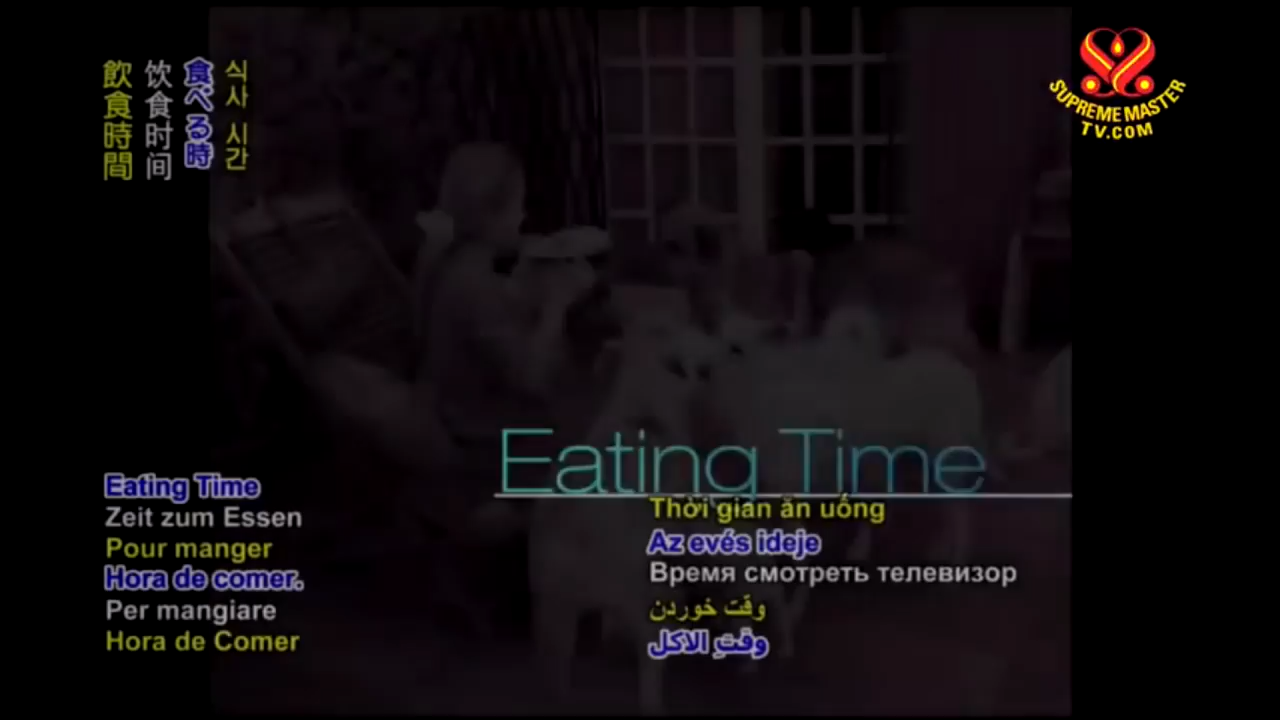 飲食時間
饮食时间
食べる時
식사 시간
SUPREME MASTER
TV.COM
Eating Time
Eating Time
Zeit zum Essen
Pour manger
Hora de comer.
Per mangiare
Hora de Comer
Thời gian ăn uống
Az evés ideje
Время смотреть телевизор
وقت خوردن
وقتِ الاكل